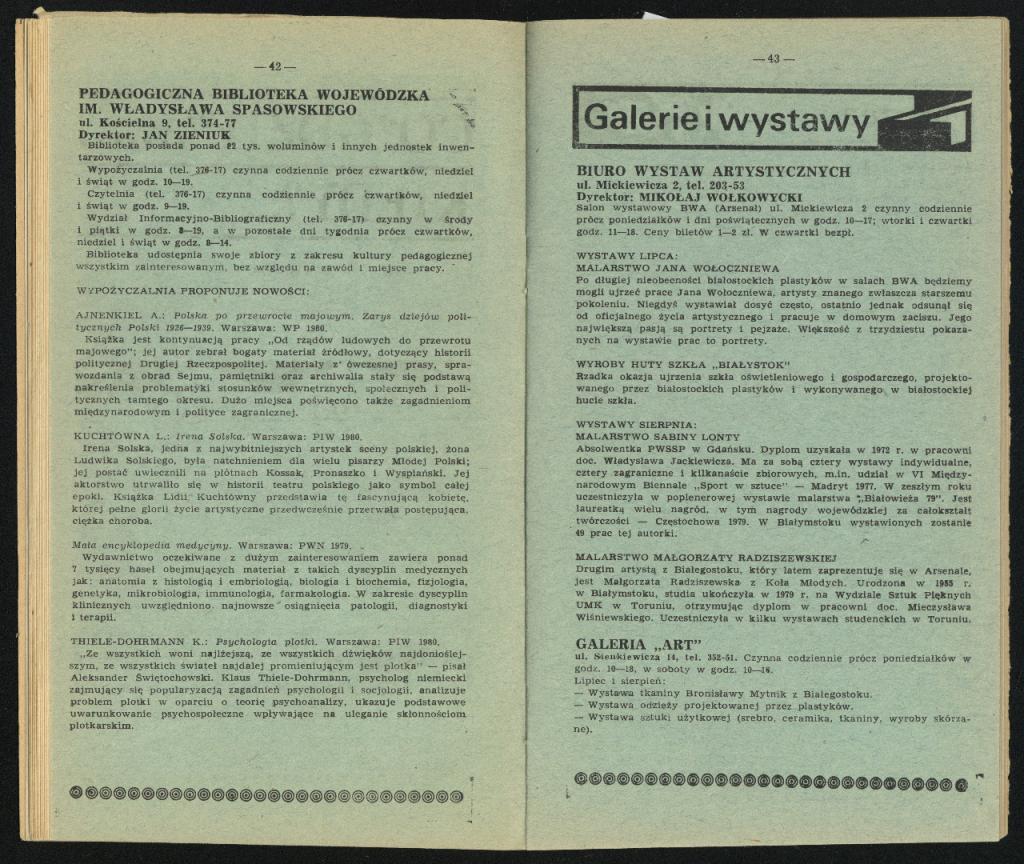 — 42 —
PEDAGOGICZNA BIBLIOTEKA WOJEWÓDZKA
IM. WŁADYSŁAWA SPASOWSKIEGO
ul. Kościelna 9, tel. 374-77
Dyrektor: JAN ZIENIUK
Biblioteka posiada ponad 82 tys. woluminów i innych jednostek inwen-
tarzowych.
Wypożyczalnia (tel. 376-17) czynna codziennie prócz czwartków, niedziel
i świąt w godz. 10—19.
Czytelnia (tel. 376-17) czynna codziennie prócz czwartków, niedziel
i świąt w godz. 9—19.
Wydział Informacyjno-Bibliograficzny (tel. 376-17) czynny w środy
i piątki w godz. 8—19, a w pozostałe dni tygodnia prócz czwartków,
niedziel i świąt w godz. 8—14.
Biblioteka udostępnia swoje zbiory z zakresu kultury pedagogicznej
wszystkim zainteresowanym, bez względu na zawód i miejsce pracy.
WYPOŻYCZALNIA PROPONUJE NOWOŚCI:
AJNENKIEL A.: Polska po przewrocie majowym. Zarys dziejów poli-
tycznych Polski 1926—1939. Warszawa: WP 1980.
Książka jest kontynuacją pracy „Od rządów ludowych do przewrotu
majowego"; jej autor zebrał bogaty materiał źródłowy, dotyczący historii
politycznej Drugiej Rzeczpospolitej. Materiały z ówczesnej prasy, spra-
wozdania z obrad Sejmu, pamiętniki oraz archiwalia stały się podstawą
nakreślenia problematyki stosunków wewnętrznych, społecznych i poli-
tycznych tamtego okresu. Dużo miejsca poświęcono także zagadnieniom
międzynarodowym i polityce zagranicznej.
KUCHTÓWNA L.: Irena Solska. Warszawa: PIW 1980.
Irena Solska, jedna z najwybitniejszych artystek sceny polskiej, żona
Ludwika Solskiego, była natchnieniem dla wielu pisarzy Młodej Polski;
jej postać uwiecznili na płótnach Kossak, Pronaszko i Wyspiański. Jej
aktorstwo utrwaliło się w historii teatru polskiego jako symbol całej
epoki. Książka Lidii Kuchtówny przedstawia tę fascynującą kobietę,
której pełne glorii życie artystyczne przedwcześnie przerwała postępująca,
ciężka choroba.
Mała encyklopedia medycyny. Warszawa: PWN 1979.
Wydawnictwo oczekiwane z dużym zainteresowaniem zawiera ponad
7 tysięcy haseł obejmujących materiał z takich dyscyplin medycznych
jak: anatomia z histologią i embriologią, biologia i biochemia, fizjologia,
genetyka, mikrobiologia, immunologia, farmakologia. W zakresie dyscyplin
klinicznych uwzględniono najnowsze osiągnięcia patologii, diagnostyki
i terapii.
THIELE-DOHRMANN K.: Psychologia plotki. Warszawa: PIW 1980.
„Ze wszystkich woni najlżejszą, ze wszystkich dźwięków najdonioślej-
szym, ze wszystkich świateł najdalej promieniującym jest plotka" — pisał
Aleksander Świętochowski. Klaus Thiele-Dohrmann, psycholog niemiecki
zajmujący się popularyzacją zagadnień psychologii i socjologii, analizuje
problem plotki w oparciu o teorię psychoanalizy, ukazuje podstawowe
uwarunkowanie psychospołeczne wpływające na uleganie skłonnościom
plotkarskim.
— 43 —
Galerie i wystawy
BIURO WYSTAW ARTYSTYCZNYCH
ul. Mickiewicza 2, tel. 203-53
Dyrektor: MIKOŁAJ WOŁKOWYCKI
Salon wystawowy BWA (Arsenał) ul. Mickiewicza 2 czynny codziennie
prócz poniedziałków i dni poświątecznych w godz. 10—17; wtorki i czwartki
godz. 11—18. Ceny biletów 1—2 zł. W czwartki bezpł.
WYSTAWY LIPCA:
MALARSTWO JANA WOŁOCZNIEWA
Po długiej nieobecności białostockich plastyków w salach BWA będziemy
mogli ujrzeć prace Jana Wołoczniewa, artysty znanego zwłaszcza starszemu
pokoleniu. Niegdyś wystawiał dosyć często, ostatnio jednak odsunął się
od oficjalnego życia artystycznego i pracuje w domowym zaciszu. Jego
największą pasją są portrety i pejzaże. Większość z trzydziestu pokaza-
nych na wystawie prac to portrety.
WYROBY HUTY SZKŁA „BIAŁYSTOK"
Rzadka okazja ujrzenia szkła oświetleniowego i gospodarczego, projekto-
wanego przez białostockich plastyków i wykonywanego w białostockiej
hucie szkła.
WYSTAWY SIERPNIA:
MALARSTWO SABINY LONTY
Absolwentka PWSSP w Gdańsku. Dyplom uzyskała w 1972 r. w pracowni
doc. Władysława Jackiewicza. Ma za sobą cztery wystawy indywidualne,
cztery zagraniczne i kilkanaście zbiorowych, m.in. udział w VI Między-
narodowym Biennale „Sport w sztuce" — Madryt 1977. W zeszłym roku
uczestniczyła w poplenerowej wystawie malarstwa „Białowieża 79". Jest
laureatką wielu nagród, w tym nagrody wojewódzkiej za całokształt
twórczości — Częstochowa 1979. W Białymstoku wystawionych zostanie
49 prac tej autorki.
MALARSTWO MAŁGORZATY RADZISZEWSKIEJ
Drugim artystą z Białegostoku, który latem zaprezentuje się w Arsenale,
jest Małgorzata Radziszewska z Koła Młodych. Urodzona w 1955 r.
w Białymstoku, studia ukończyła w 1979 r. na Wydziale Sztuk Pięknych
UMK w Toruniu, otrzymując dyplom w pracowni doc. Mieczysława
Wiśniewskiego. Uczestniczyła w kilku wystawach studenckich w Toruniu.
GALERIA „ART"
ul. Sienkiewicza 14, tel. 352-51. Czynna codziennie prócz poniedziałków w
godz. 10—18, w soboty w godz. 10—16.
Lipiec i sierpień:
— Wystawa tkaniny Bronisławy Mytnik z Białegostoku.
— Wystawa odzieży projektowanej przez plastyków.
— Wystawa sztuki użytkowej (srebro, ceramika, tkaniny, wyroby skórza-
ne).